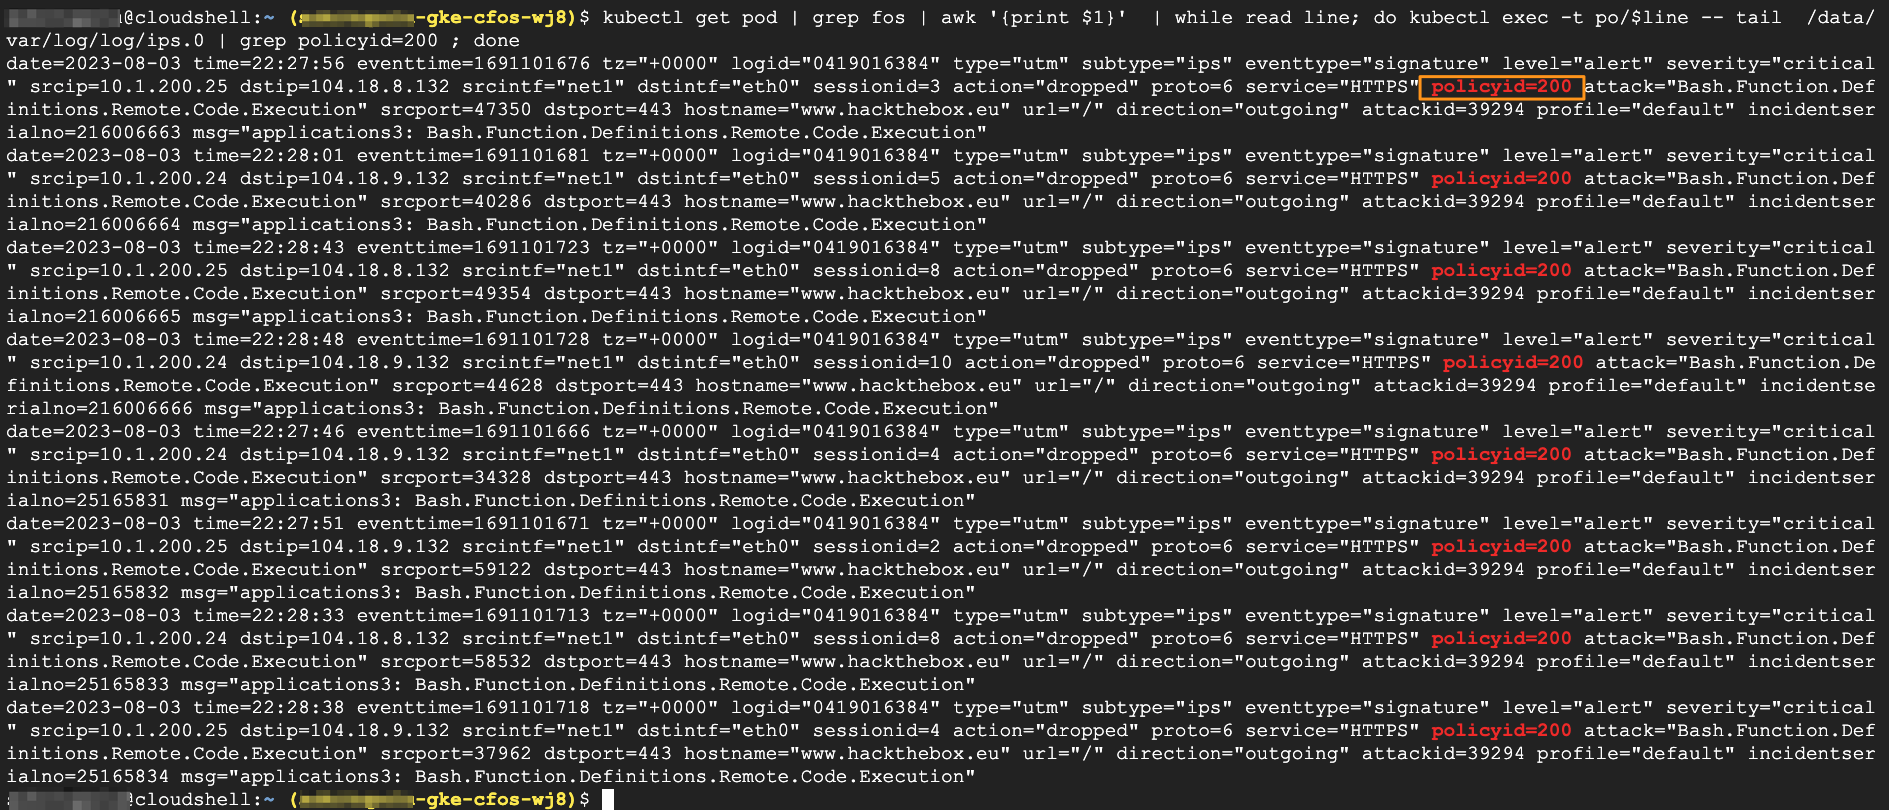 @cloudshell:~ (                    -gke-cfos-wj8)$ kubectl get pod | grep fos | awk '{print $1}'  | while read line; do kubectl exec -t po/$line -- tail  /data/
var/log/log/ips.0 | grep policyid=200 ; done
date=2023-08-03 time=22:27:56 eventtime=1691101676 tz="+0000" logid="0419016384" type="utm" subtype="ips" eventtype="signature" level="alert" severity="critical
" srcip=10.1.200.25 dstip=104.18.8.132 srcintf="net1" dstintf="eth0" sessionid=3 action="dropped" proto=6 service="HTTPS" policyid=200 attack="Bash.Function.Def
initions.Remote.Code.Execution" srcport=47350 dstport=443 hostname="www.hackthebox.eu" url="/" direction="outgoing" attackid=39294 profile="default" incidentser
ialno=216006663 msg="applications3: Bash.Function.Definitions.Remote.Code.Execution"
date=2023-08-03 time=22:28:01 eventtime=1691101681 tz="+0000" logid="0419016384" type="utm" subtype="ips" eventtype="signature" level="alert" severity="critical
" srcip=10.1.200.24 dstip=104.18.9.132 srcintf="net1" dstintf="eth0" sessionid=5 action="dropped" proto=6 service="HTTPS" policyid=200 attack="Bash.Function.Def
initions.Remote.Code.Execution" srcport=40286 dstport=443 hostname="www.hackthebox.eu" url="/" direction="outgoing" attackid=39294 profile="default" incidentser
ialno=216006664 msg="applications3: Bash.Function.Definitions.Remote.Code.Execution"
date=2023-08-03 time=22:28:43 eventtime=1691101723 tz="+0000" logid="0419016384" type="utm" subtype="ips" eventtype="signature" level="alert" severity="critical
" srcip=10.1.200.25 dstip=104.18.8.132 srcintf="net1" dstintf="eth0" sessionid=8 action="dropped" proto=6 service="HTTPS" policyid=200 attack="Bash.Function.Def
initions.Remote.Code.Execution" srcport=49354 dstport=443 hostname="www.hackthebox.eu" url="/" direction="outgoing" attackid=39294 profile="default" incidentser
ialno=216006665 msg="applications3: Bash.Function.Definitions.Remote.Code.Execution"
date=2023-08-03 time=22:28:48 eventtime=1691101728 tz="+0000" logid="0419016384" type="utm" subtype="ips" eventtype="signature" level="alert" severity="critical
" srcip=10.1.200.24 dstip=104.18.9.132 srcintf="net1" dstintf="eth0" sessionid=10 action="dropped" proto=6 service="HTTPS" policyid=200 attack="Bash.Function.De
finitions.Remote.Code.Execution" srcport=44628 dstport=443 hostname="www.hackthebox.eu" url="/" direction="outgoing" attackid=39294 profile="default" incidentse
rialno=216006666 msg="applications3: Bash.Function.Definitions.Remote.Code.Execution"
date=2023-08-03 time=22:27:46 eventtime=1691101666 tz="+0000" logid="0419016384" type="utm" subtype="ips" eventtype="signature" level="alert" severity="critical
" srcip=10.1.200.24 dstip=104.18.9.132 srcintf="net1" dstintf="eth0" sessionid=4 action="dropped" proto=6 service="HTTPS" policyid=200 attack="Bash.Function.Def
initions.Remote.Code.Execution" srcport=34328 dstport=443 hostname="www.hackthebox.eu" url="/" direction="outgoing" attackid=39294 profile="default" incidentser
ialno=25165831 msg="applications3: Bash.Function.Definitions.Remote.Code.Execution"
date=2023-08-03 time=22:27:51 eventtime=1691101671 tz="+0000" logid="0419016384" type="utm" subtype="ips" eventtype="signature" level="alert" severity="critical
" srcip=10.1.200.25 dstip=104.18.9.132 srcintf="net1" dstintf="eth0" sessionid=2 action="dropped" proto=6 service="HTTPS" policyid=200 attack="Bash.Function.Def
initions.Remote.Code.Execution" srcport=59122 dstport=443 hostname="www.hackthebox.eu" url="/" direction="outgoing" attackid=39294 profile="default" incidentser
ialno=25165832 msg="applications3: Bash.Function.Definitions.Remote.Code.Execution"
date=2023-08-03 time=22:28:33 eventtime=1691101713 tz="+0000" logid="0419016384" type="utm" subtype="ips" eventtype="signature" level="alert" severity="critical
" srcip=10.1.200.24 dstip=104.18.8.132 srcintf="net1" dstintf="eth0" sessionid=8 action="dropped" proto=6 service="HTTPS" policyid=200 attack="Bash.Function.Def
initions.Remote.Code.Execution" srcport=58532 dstport=443 hostname="www.hackthebox.eu" url="/" direction="outgoing" attackid=39294 profile="default" incidentser
ialno=25165833 msg="applications3: Bash.Function.Definitions.Remote.Code.Execution"
date=2023-08-03 time=22:28:38 eventtime=1691101718 tz="+0000" logid="0419016384" type="utm" subtype="ips" eventtype="signature" level="alert" severity="critical
" srcip=10.1.200.25 dstip=104.18.9.132 srcintf="net1" dstintf="eth0" sessionid=4 action="dropped" proto=6 service="HTTPS" policyid=200 attack="Bash.Function.Def
initions.Remote.Code.Execution" srcport=37962 dstport=443 hostname="www.hackthebox.eu" url="/" direction="outgoing" attackid=39294 profile="default" incidentser
ialno=25165834 msg="applications3: Bash.Function.Definitions.Remote.Code.Execution"
@cloudshell:~ (                    -gke-cfos-wj8)$